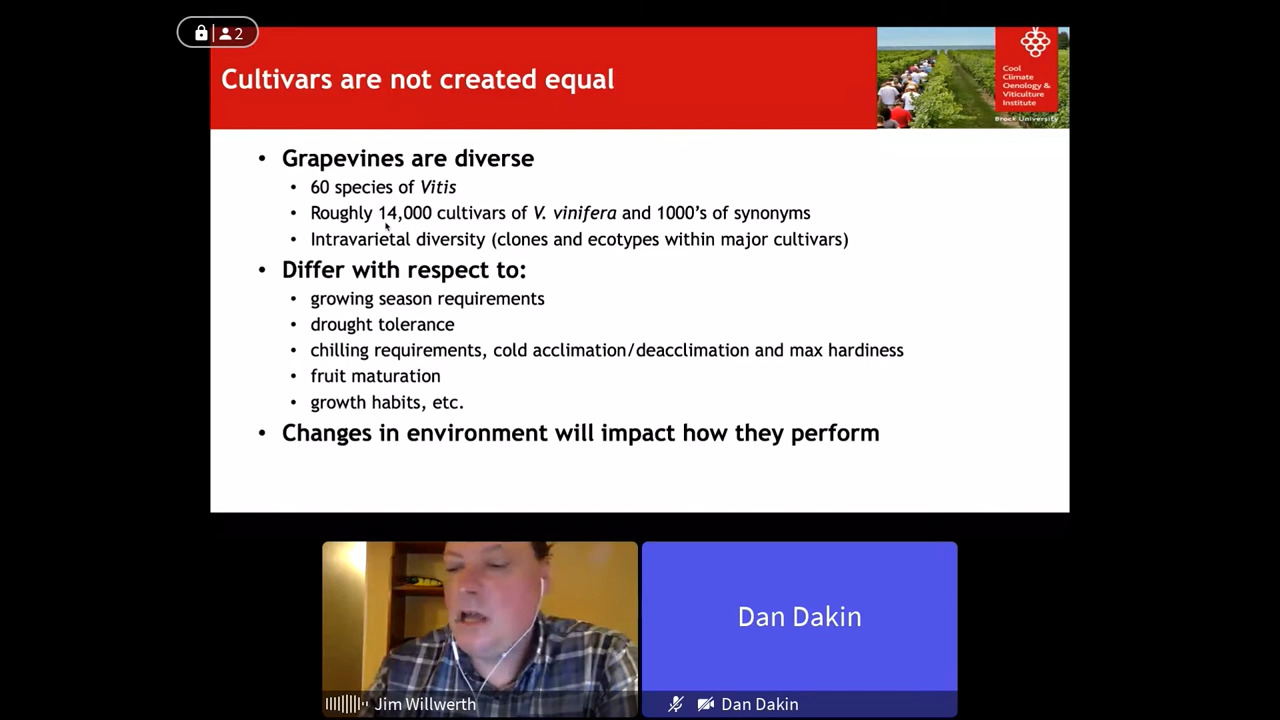 2
Cultivars are not created equal
Cool
Climate
Oenology &
Viticulture
Institute
Brock University
• Grapevines are diverse
• 60 species of Vitis
• Roughly 14,000 cultivars of V. vinifera and 1000's of synonyms
• Intravarietal diversity (clones and ecotypes within major cultivars)
• Differ with respect to:
• growing season requirements
• drought tolerance
• chilling requirements, cold acclimation/deacclimation and max hardiness
• fruit maturation
• growth habits, etc.
• Changes in environment will impact how they perform
Dan Dakin
Jim Willwerth
Dan Dakin